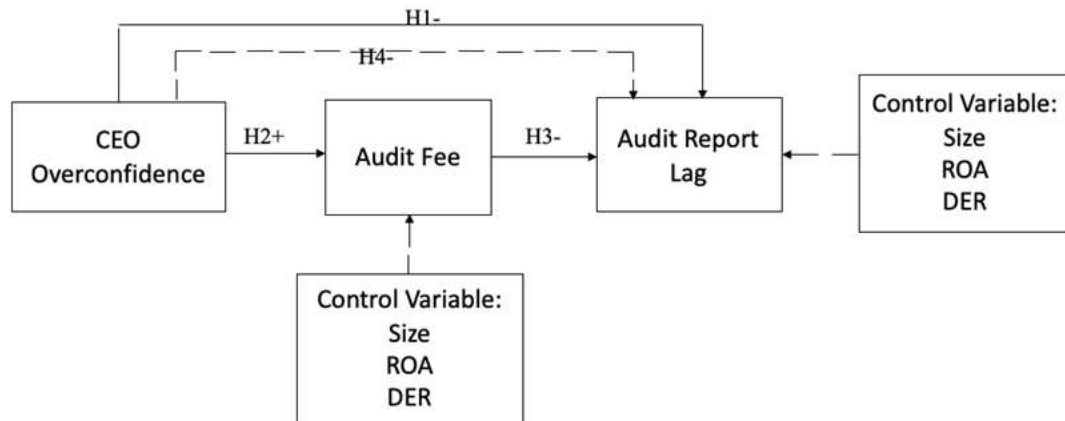 H1-
H4-
CEO
Overconfidence
H2+
Audit Fee
H3-
Audit Report
Lag
Control Variable:
Size
ROA
DER
Control Variable:
Size
ROA
DER